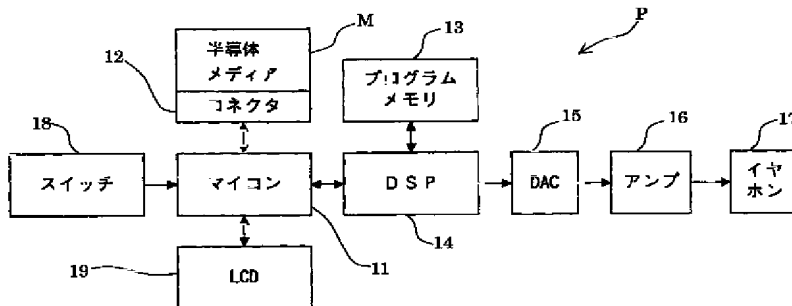 M
13
P
半導体
メディア
コネクタ
12
プログラム
メモリ
18
15
16
17
スイッチ
マイコン
DSP
DAC
アンプ
イヤ
ホン
11
14
19
LCD